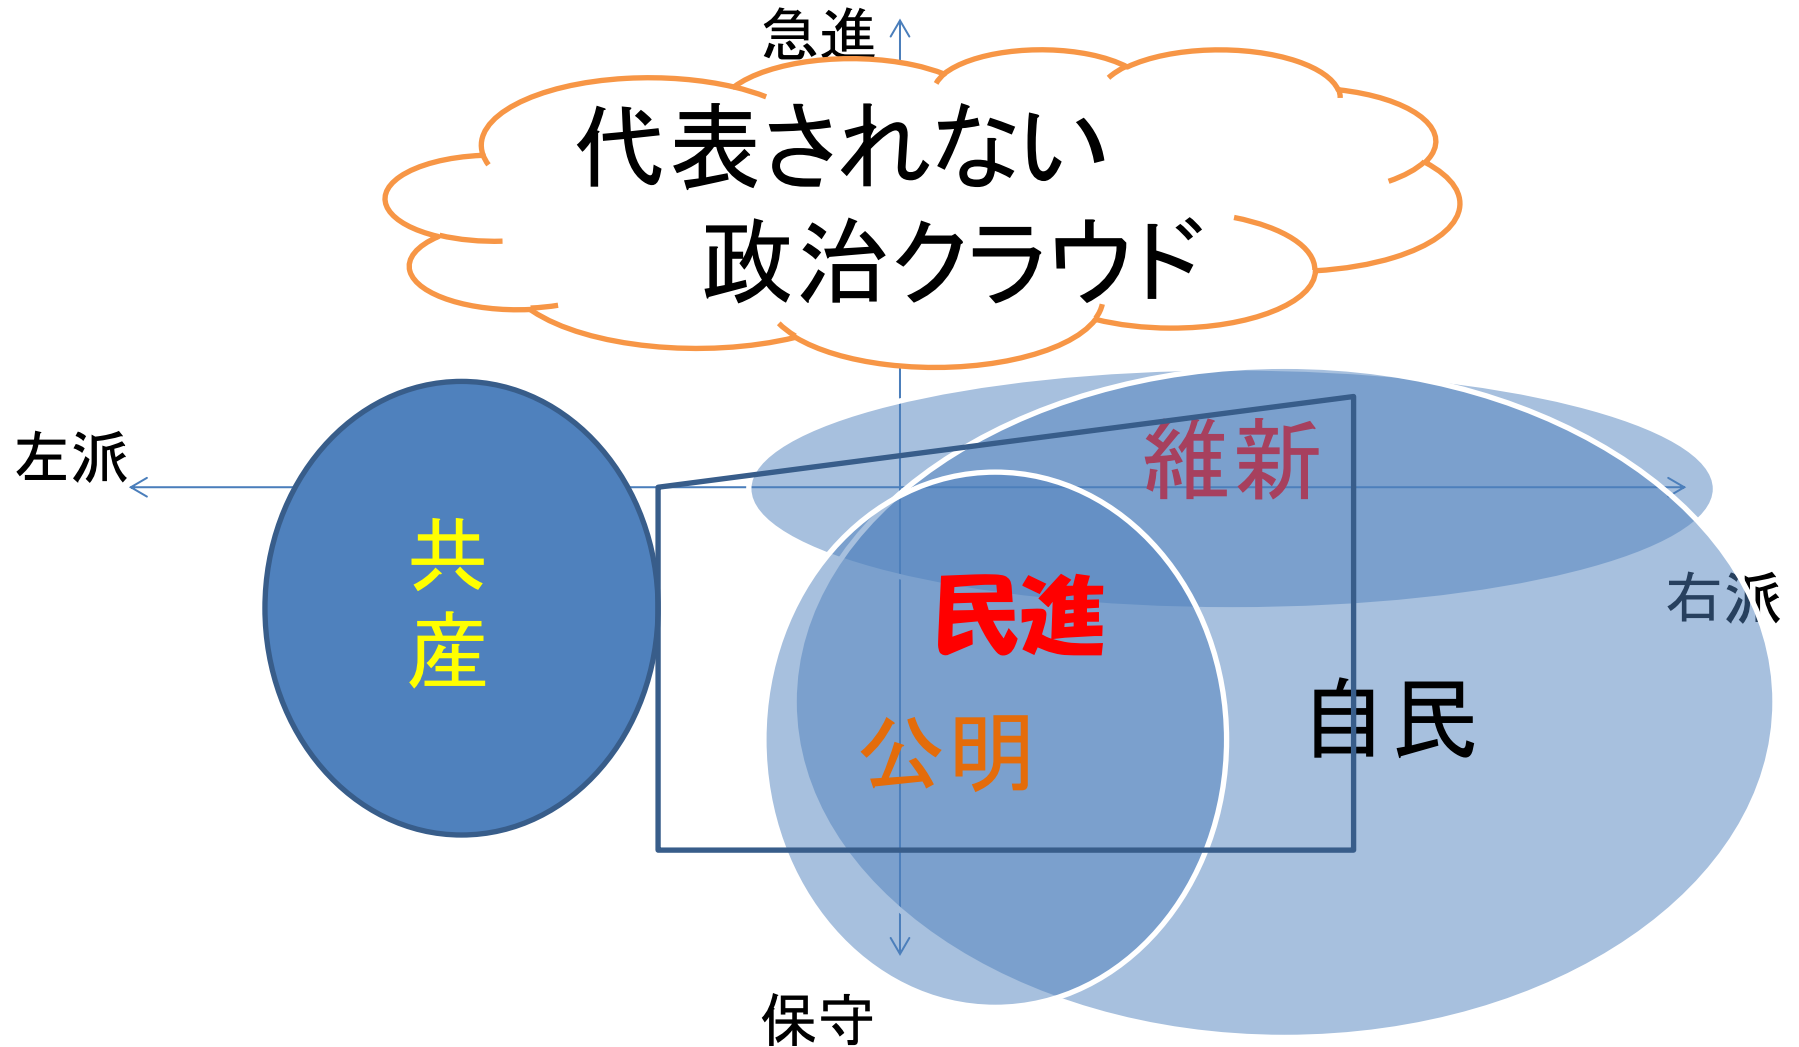 急進
代表されない
政治クラウド
左派
維新
共
産
民進
右派
自民
公明
保守